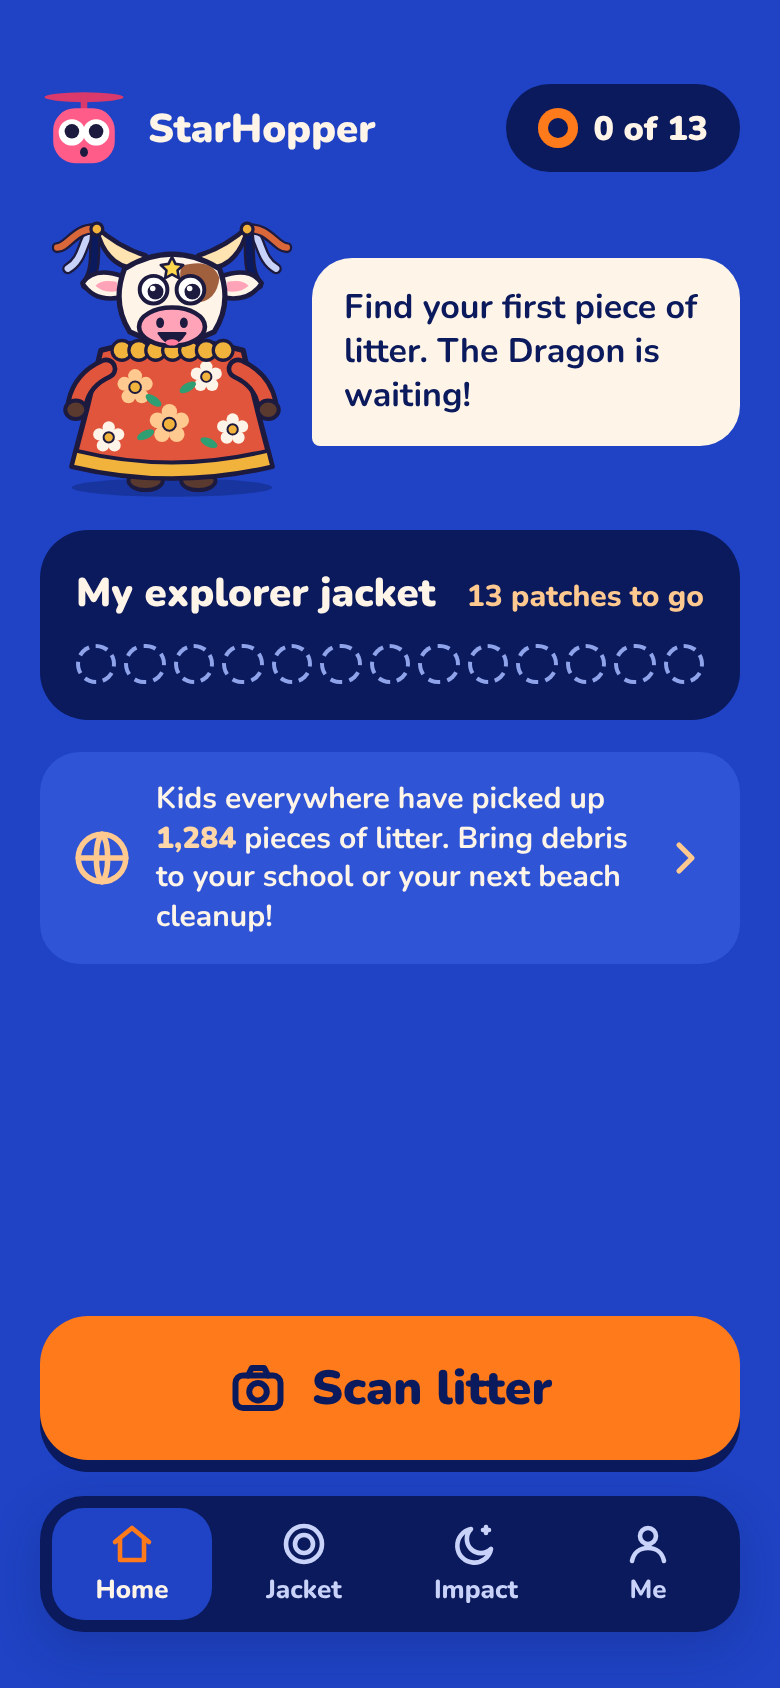 StarHopper
0 of 13
Find your first piece of
litter. The Dragon is
waiting!
My explorer jacket
13 patches to go
Kids everywhere have picked up
1,284 pieces of litter. Bring debris
to your school or your next beach
cleanup!
Scan litter
Home
Jacket
Impact
Me